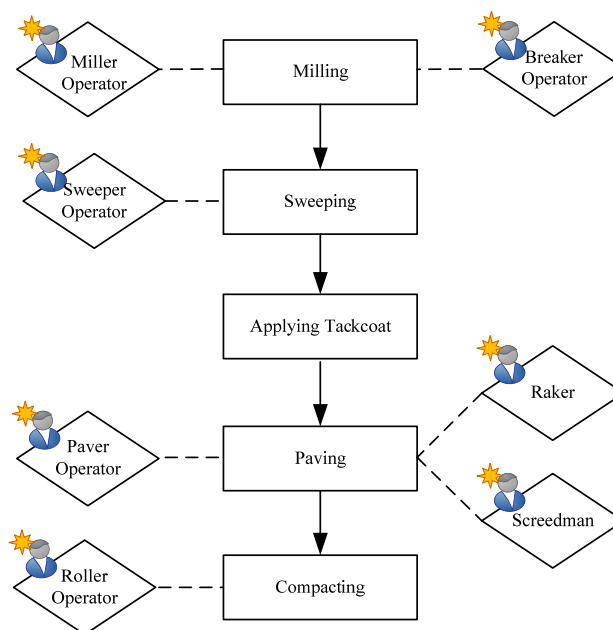 Miller
Operator
Milling
Breaker
Operator
Sweeper
Operator
Sweeping
Applying Tackcoat
Raker
Paver
Operator
Paving
Screedman
Roller
Operator
Compacting